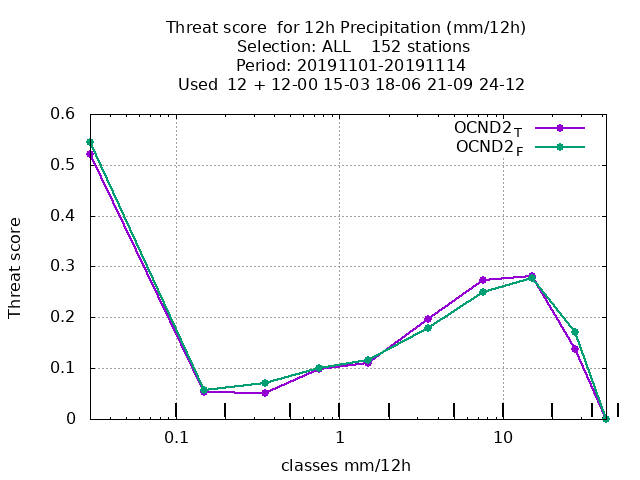 Threat score  for 12h Precipitation (mm/12h)
Selection: ALL    152 stations
Period: 20191101-20191114
Used  12 + 12-00 15-03 18-06 21-09 24-12
OCND2T
OCND2F
0.6
0.5
0.4
0.3
0.2
0.1
0
Threat score
0.1 1 10
classes mm/12h